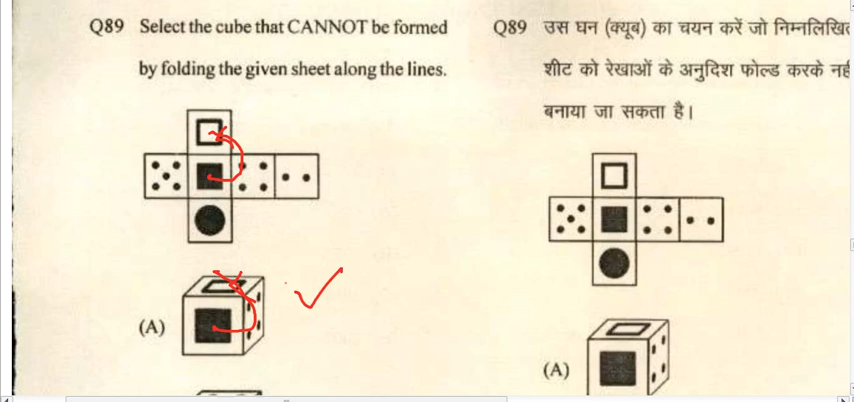 Q89 Select the cube that CANNOT be formed
by folding the given sheet along the lines.
(A)
Q89 उस घन (क्यूब) का चयन करें जो
शीट को रेखाओं के अनुदिश फोल्ड करके
बनाया जा सकता है।
(A)